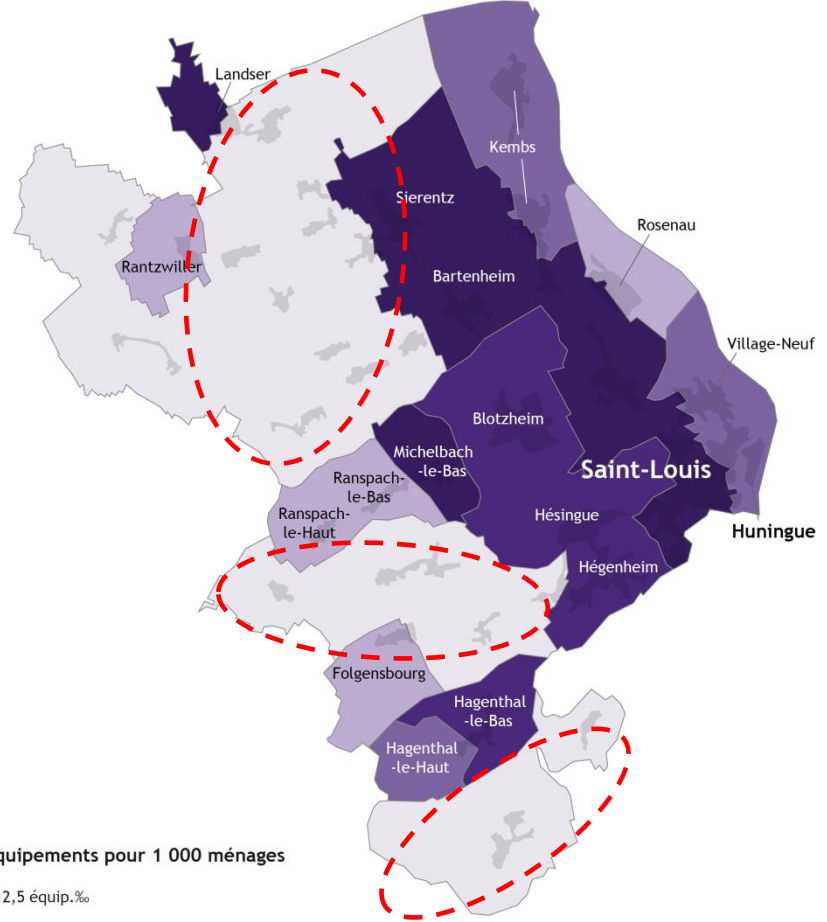 Landser
Kembs
Sierentz
Rosenau
Rantzwiller
Bartenheim
Village-Neuf
Blotzheim
Michelbach
-le-Bas
Saint-Louis
Ranspach-
le-Bas
Ranspach-
le-Haut
Hésingue
Huningue
Hégenheim
Folgensbourg
Hagenthal
-le-Bas
Hagenthal
-le-Haut
quipements pour 1 000 ménages
2,5 équip.‰